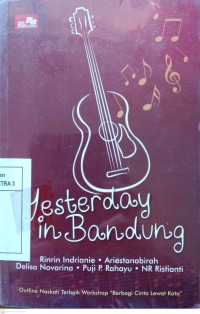 Yesterday
in Bandung
Rinrin Indrianie • Ariestanabirah
Delisa Novarina • Puji P. Rahayu • NR Ristianti
Outline Naskah Terbaik Workshop "Berbagi Cinta Lewat Kata"